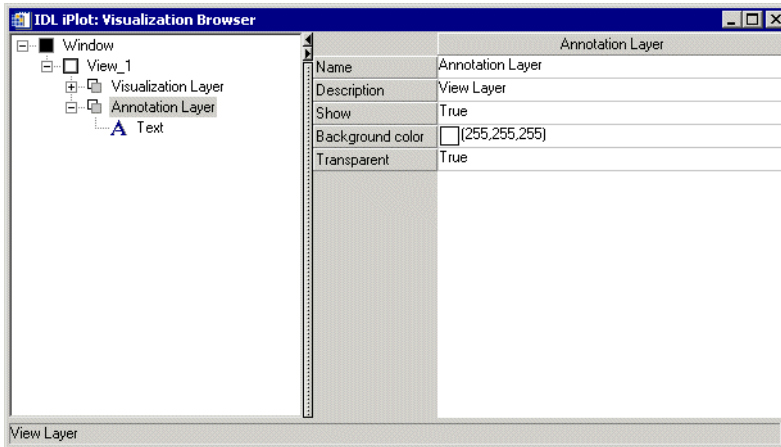 IDL iPlot: Visualization Browser
Window
View_1
Visualization Layer
Annotation Layer
A Text
Annotation Layer
Name Annotation Layer
Description View Layer
Show True
Background color (255,255,255)
Transparent True
View Layer